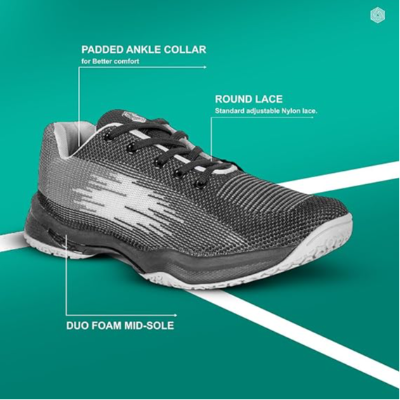 PADDED ANKLE COLLAR
for Better comfort
ROUND LACE
Standard adjustable Nylon lace.
DUO FOAM MID-SOLE